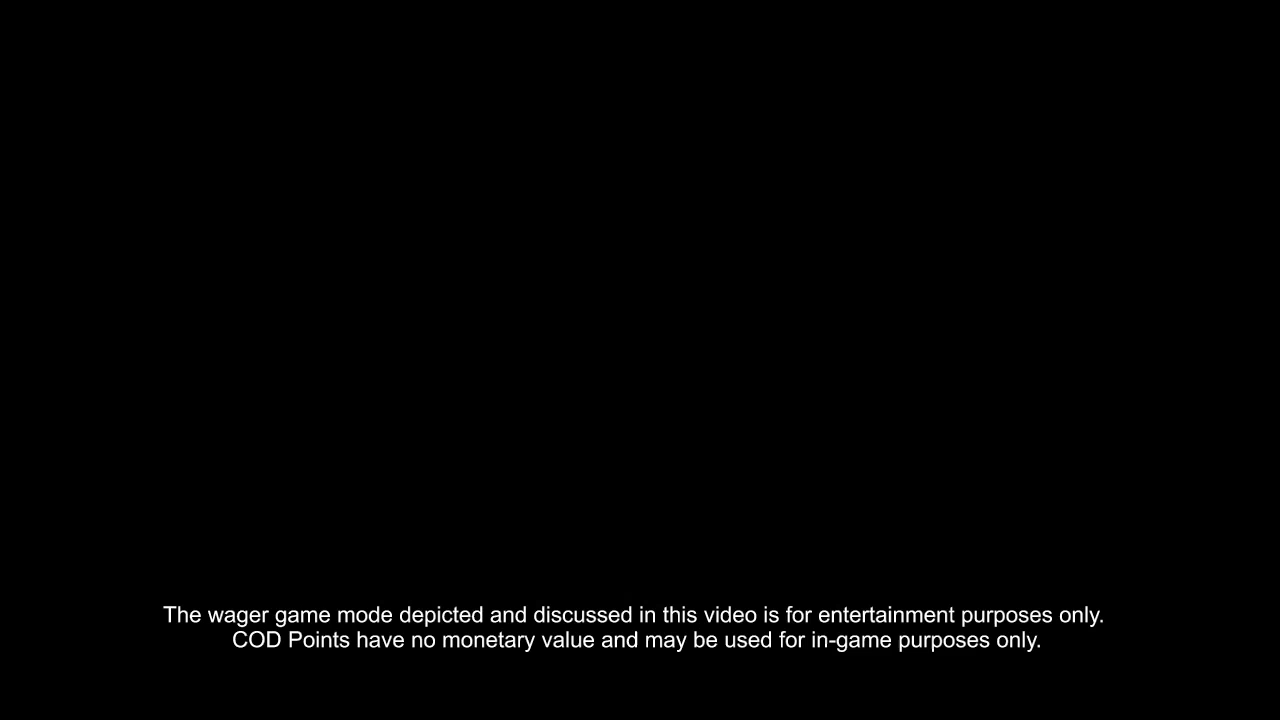 The wager game mode depicted and discussed in this video is for entertainment purposes only.
COD Points have no monetary value and may be used for in-game purposes only.